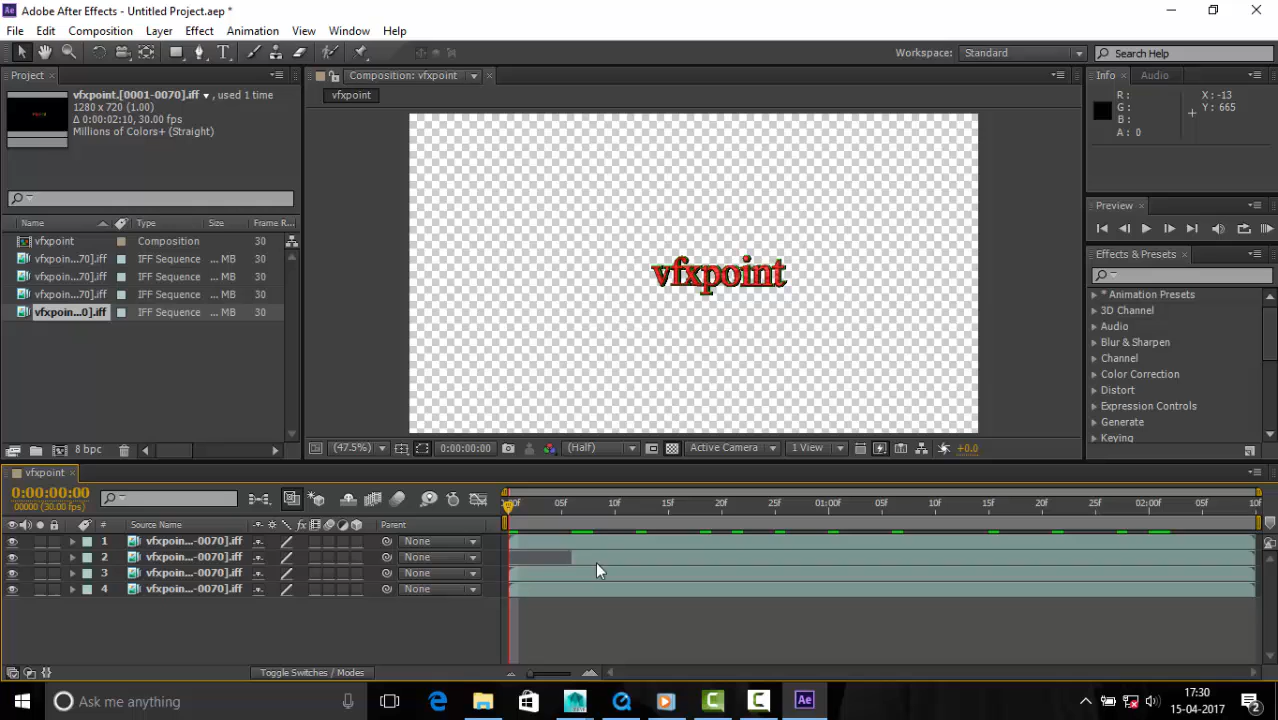 Adobe After Effects - Untitled Project.aep *
File Edit Composition Layer Effect Animation View Window Help
Workspace: Standard Search Help
Project
vfxpoint.[0001-0070].iff , used 1 time
1280 x 720 (1.00)
Δ 0:00:02:10, 30.00 fps
Millions of Colors+ (Straight)
Name Type Size Frame R...
vfxpoint Composition 30
vfxpoin...70].iff IFF Sequence ... MB 30
vfxpoin...70].iff IFF Sequence ... MB 30
vfxpoin...70].iff IFF Sequence ... MB 30
vfxpoin...0].iff IFF Sequence ... MB 30
8 bpc
Composition: vfxpoint
vfxpoint
vfxpoint
(47.5%) 0:00:00:00 (Half) Active Camera 1 View +0.0
Info Audio
R : X : -13
G : Y : 665
B :
A : 0
Preview
Effects & Presets
* Animation Presets
3D Channel
Audio
Blur & Sharpen
Channel
Color Correction
Distort
Expression Controls
Generate
Keying
vfxpoint
0:00:00:00
00000 (30.00 fps)
# Source Name Parent
1 vfxpoin...-0070].iff None
2 vfxpoin...-0070].iff None
3 vfxpoin...-0070].iff None
4 vfxpoin...-0070].iff None
05f 10f 15f 20f 25f 01:00f 05f 10f 15f 20f 25f 02:00f 05f 10f
Toggle Switches / Modes
Ask me anything
17:30
15-04-2017